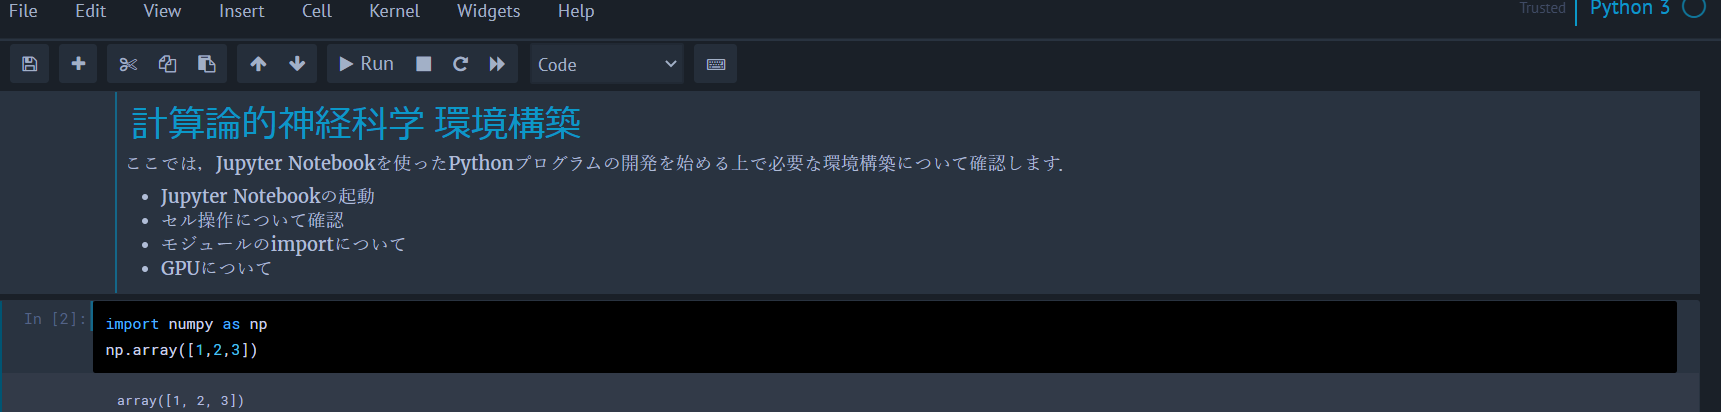 File Edit View Insert Cell Kernel Widgets Help Trusted Python 3
Run Code
計算論的神経科学 環境構築
ここでは，Jupyter Notebookを使ったPythonプログラムの開発を始める上で必要な環境構築について確認します．
• Jupyter Notebookの起動
• セル操作について確認
• モジュールのimportについて
• GPUについて
In [2]: import numpy as np
np.array([1,2,3])
array([1, 2, 3])